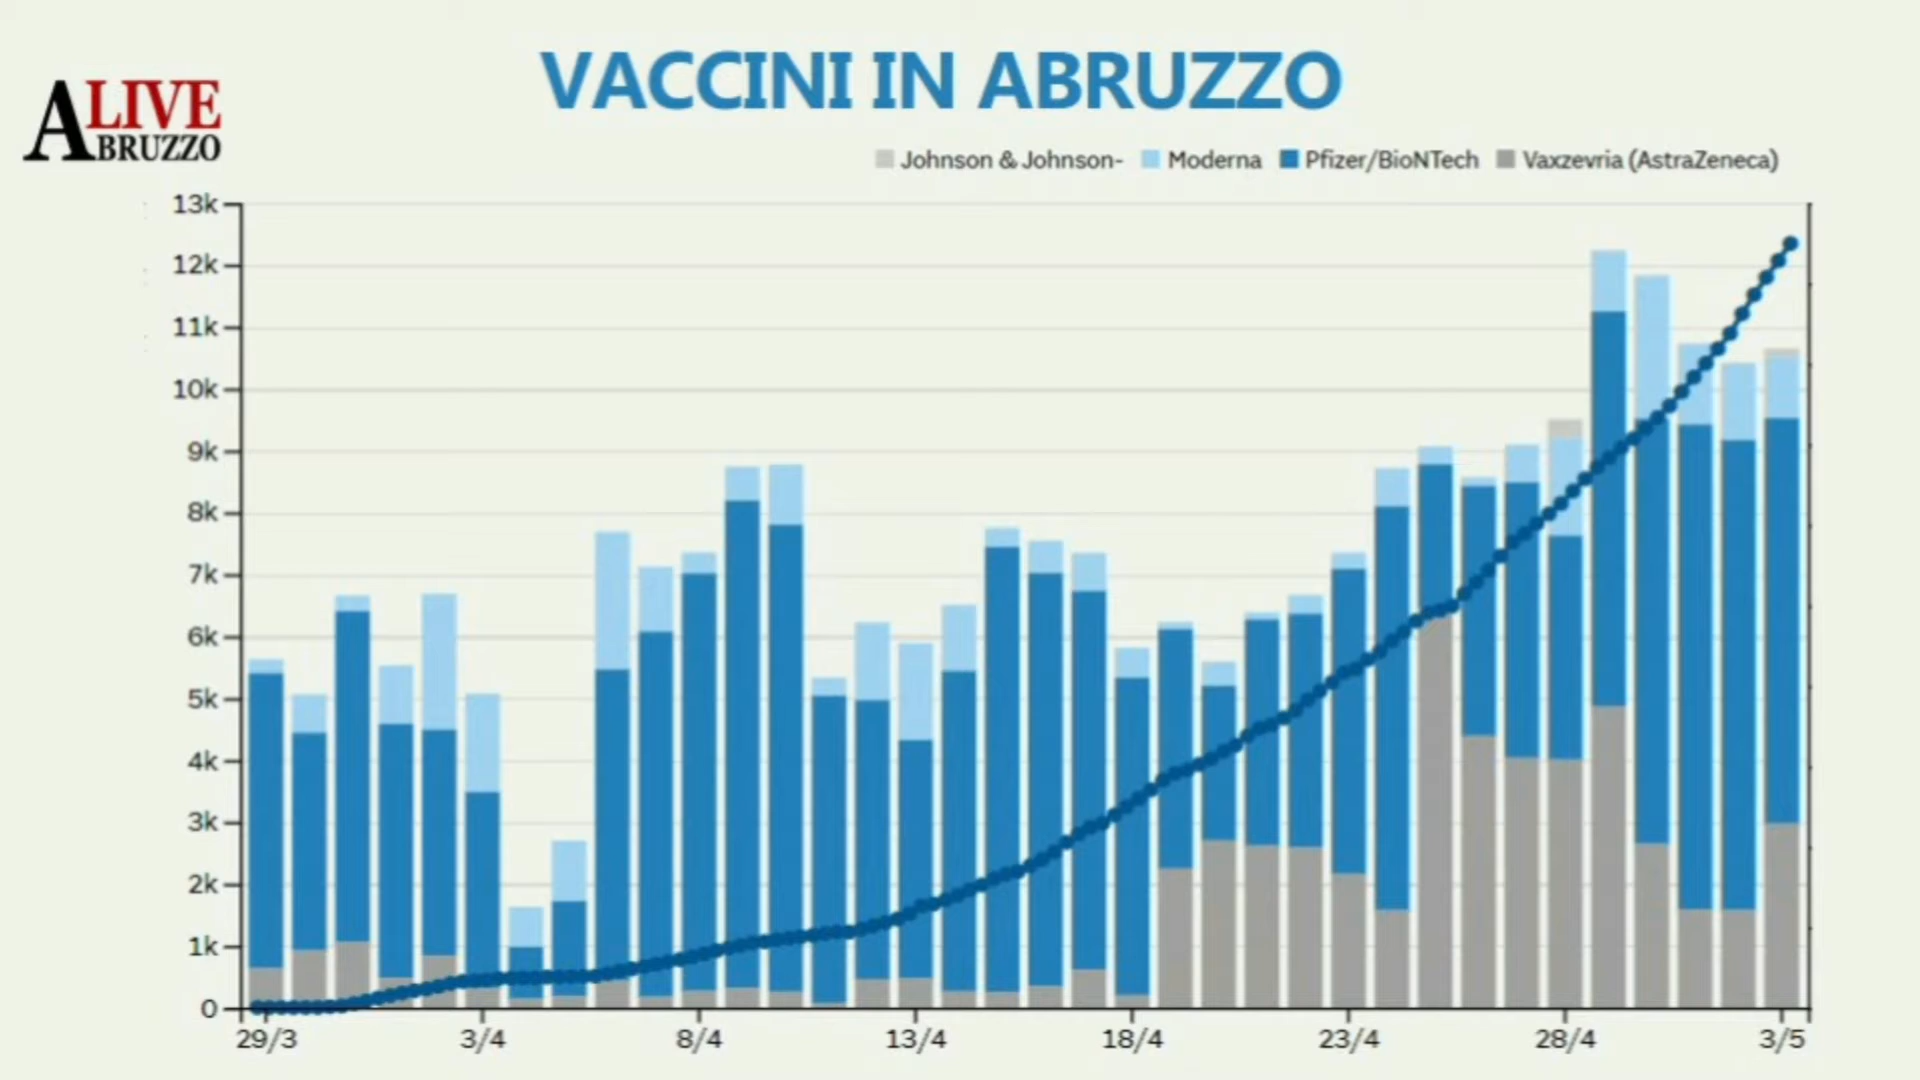 VACCINI IN ABRUZZO
ALIVE
BRUZZO
Johnson & Johnson- Moderna Pfizer/BioNTech Vaxzevria (AstraZeneca)
13k
12k
11k
10k
9k
8k
7k
6k
5k
4k
3k
2k
1k
0
29/3 3/4 8/4 13/4 18/4 23/4 28/4 3/5